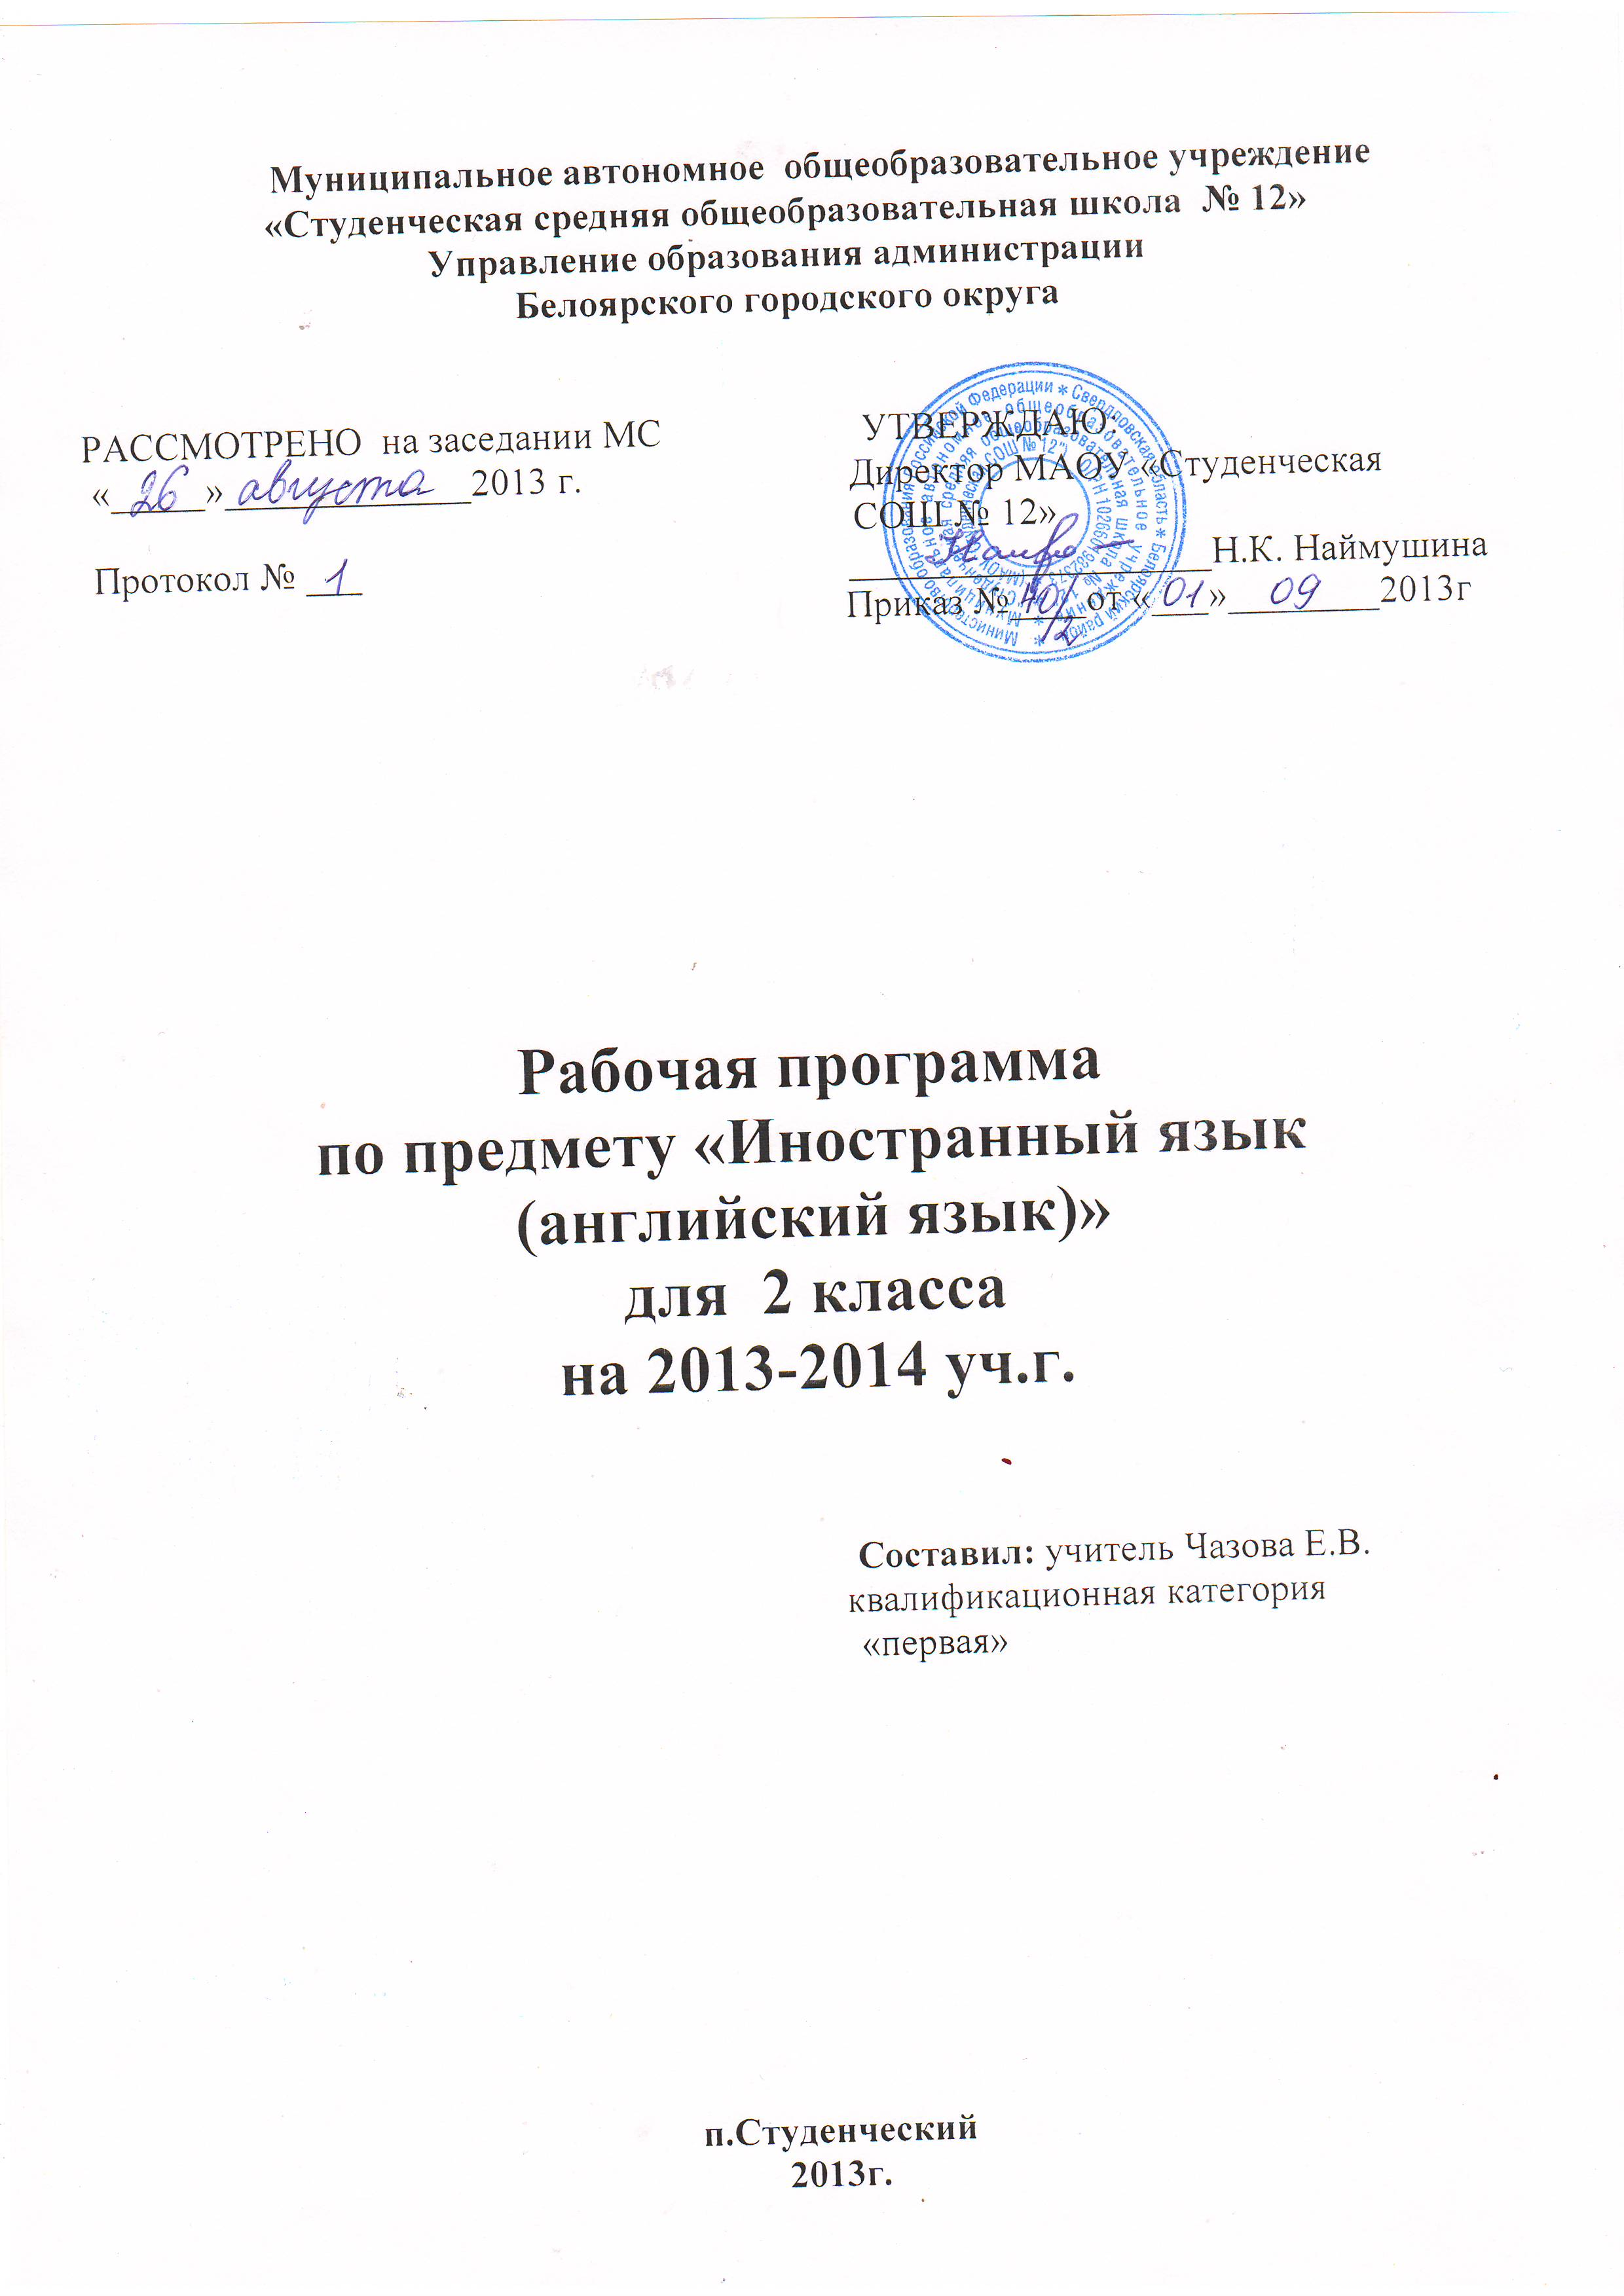 Муниципальное автономное общеобразовательное учреждение
«Студенческая средняя общеобразовательная школа № 12»
Управление образования администрации
Белоярского городского округа
РАССМОТРЕНО на заседании МС
«26» августа 2013 г.
Протокол № 1
УТВЕРЖДАЮ:
Директор МАОУ «Студенческая
СОШ № 12»
Н.К. Наймушина
Приказ № 40/2 от «01» 09 2013г
Рабочая программа
по предмету «Иностранный язык
(английский язык)»
для 2 класса
на 2013-2014 уч.г.
Составил: учитель Чазова Е.В.
квалификационная категория
«первая»
п.Студенческий
2013г.